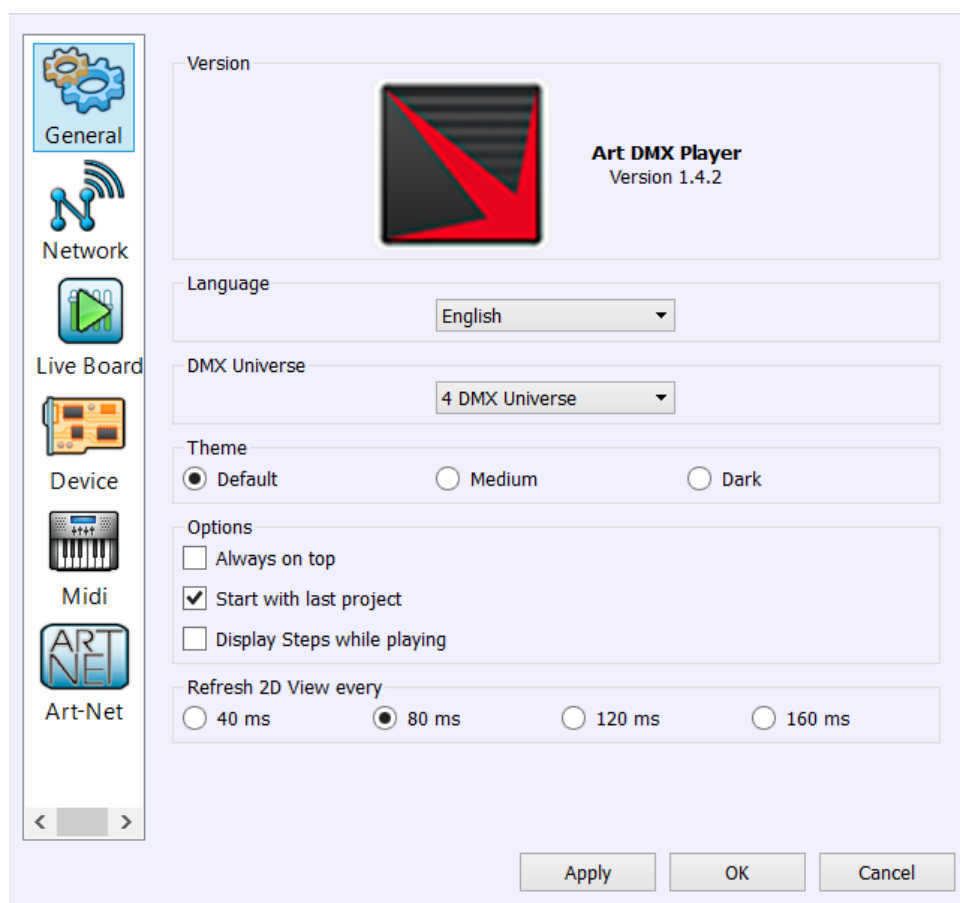 General
Network
Live Board
Device
Midi
ART
NET
Art-Net
Version
Art DMX Player
Version 1.4.2
Language
English
DMX Universe
4 DMX Universe
Theme
Default Medium Dark
Options
Always on top
Start with last project
Display Steps while playing
Refresh 2D View every
40 ms 80 ms 120 ms 160 ms
Apply OK Cancel